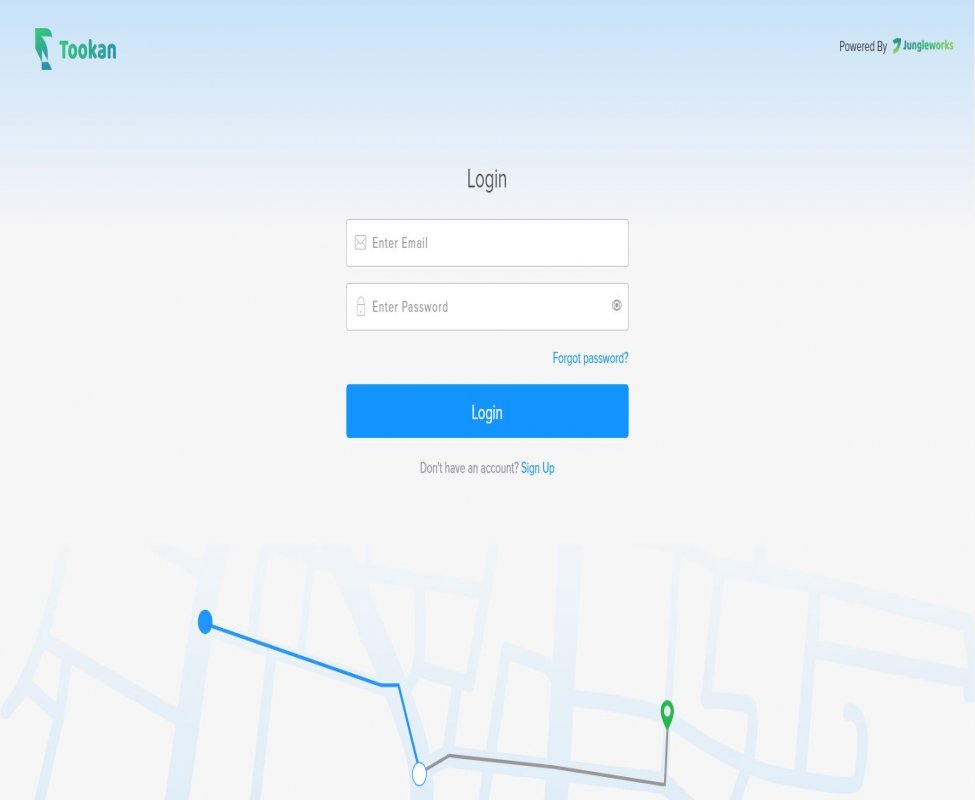 Tookan
Powered By Jungleworks
Login
Enter Email
Enter Password
Forgot password?
Login
Don't have an account? Sign Up